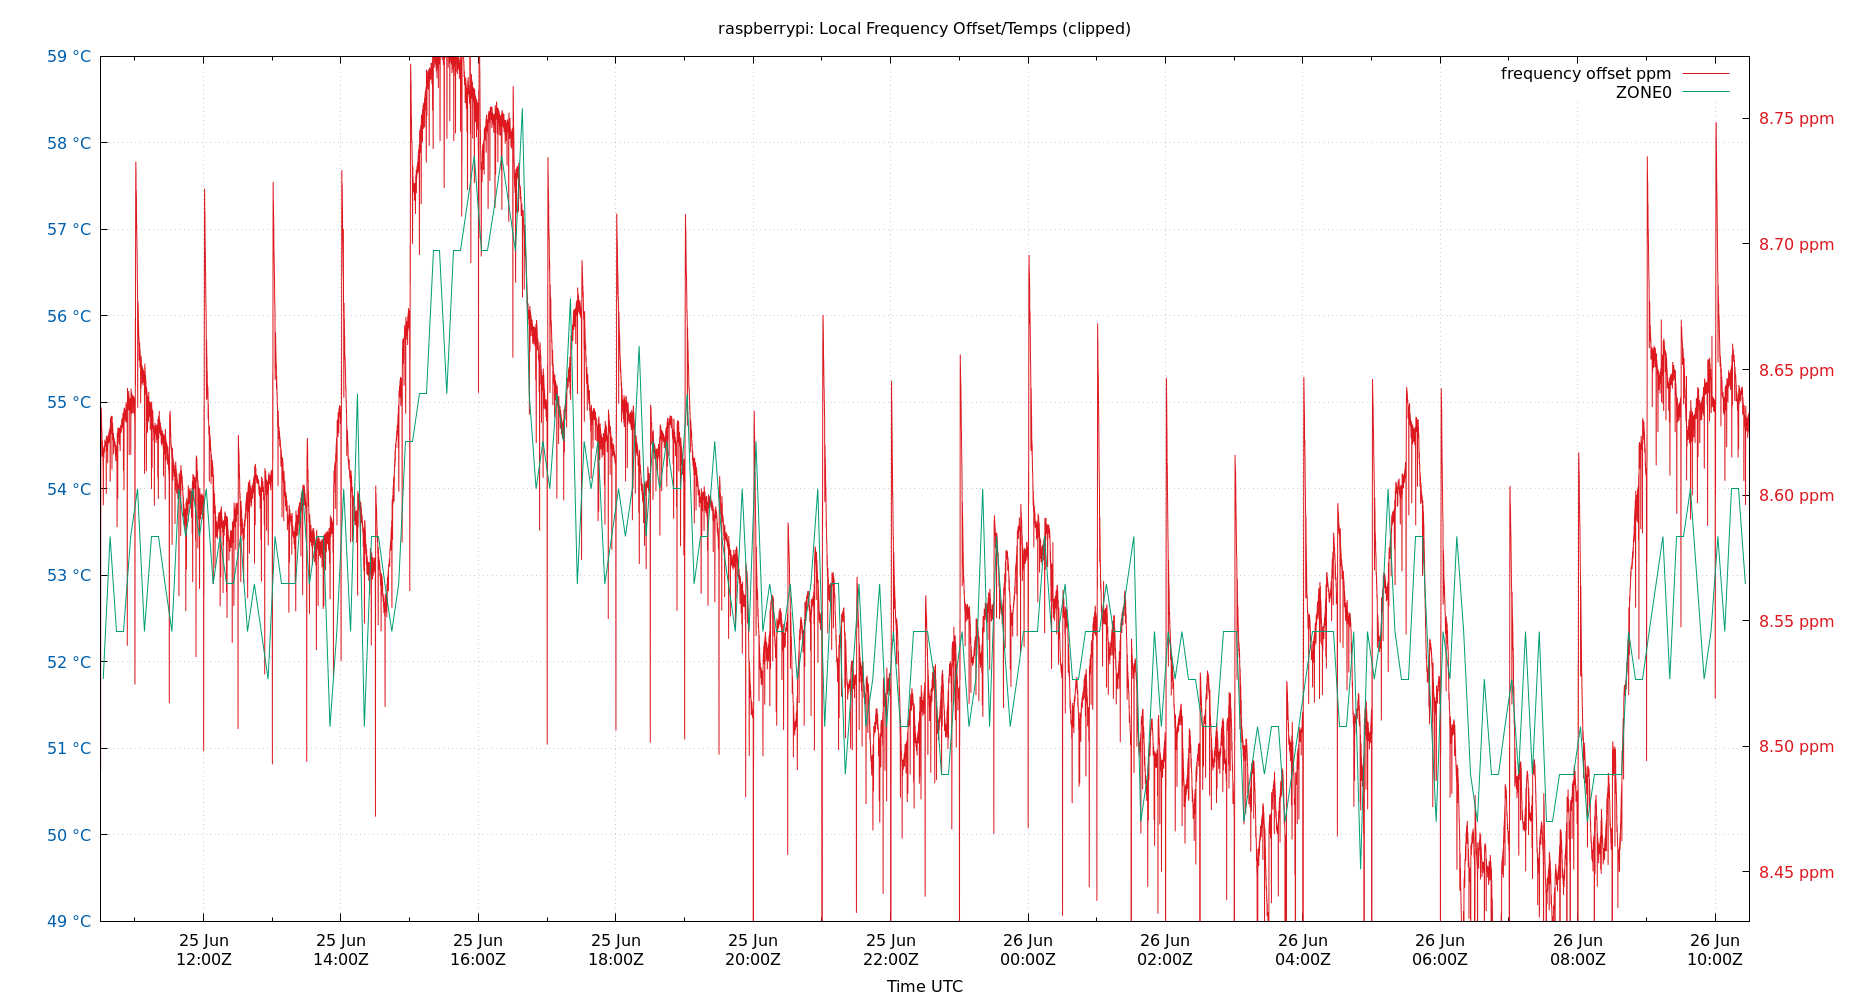 raspberrypi: Local Frequency Offset/Temps (clipped)
frequency offset ppm
ZONE0
59 °C
58 °C
57 °C
56 °C
55 °C
54 °C
53 °C
52 °C
51 °C
50 °C
49 °C
8.75 ppm
8.70 ppm
8.65 ppm
8.60 ppm
8.55 ppm
8.50 ppm
8.45 ppm
25 Jun
12:00Z
25 Jun
14:00Z
25 Jun
16:00Z
25 Jun
18:00Z
25 Jun
20:00Z
25 Jun
22:00Z
26 Jun
00:00Z
26 Jun
02:00Z
26 Jun
04:00Z
26 Jun
06:00Z
26 Jun
08:00Z
26 Jun
10:00Z
Time UTC